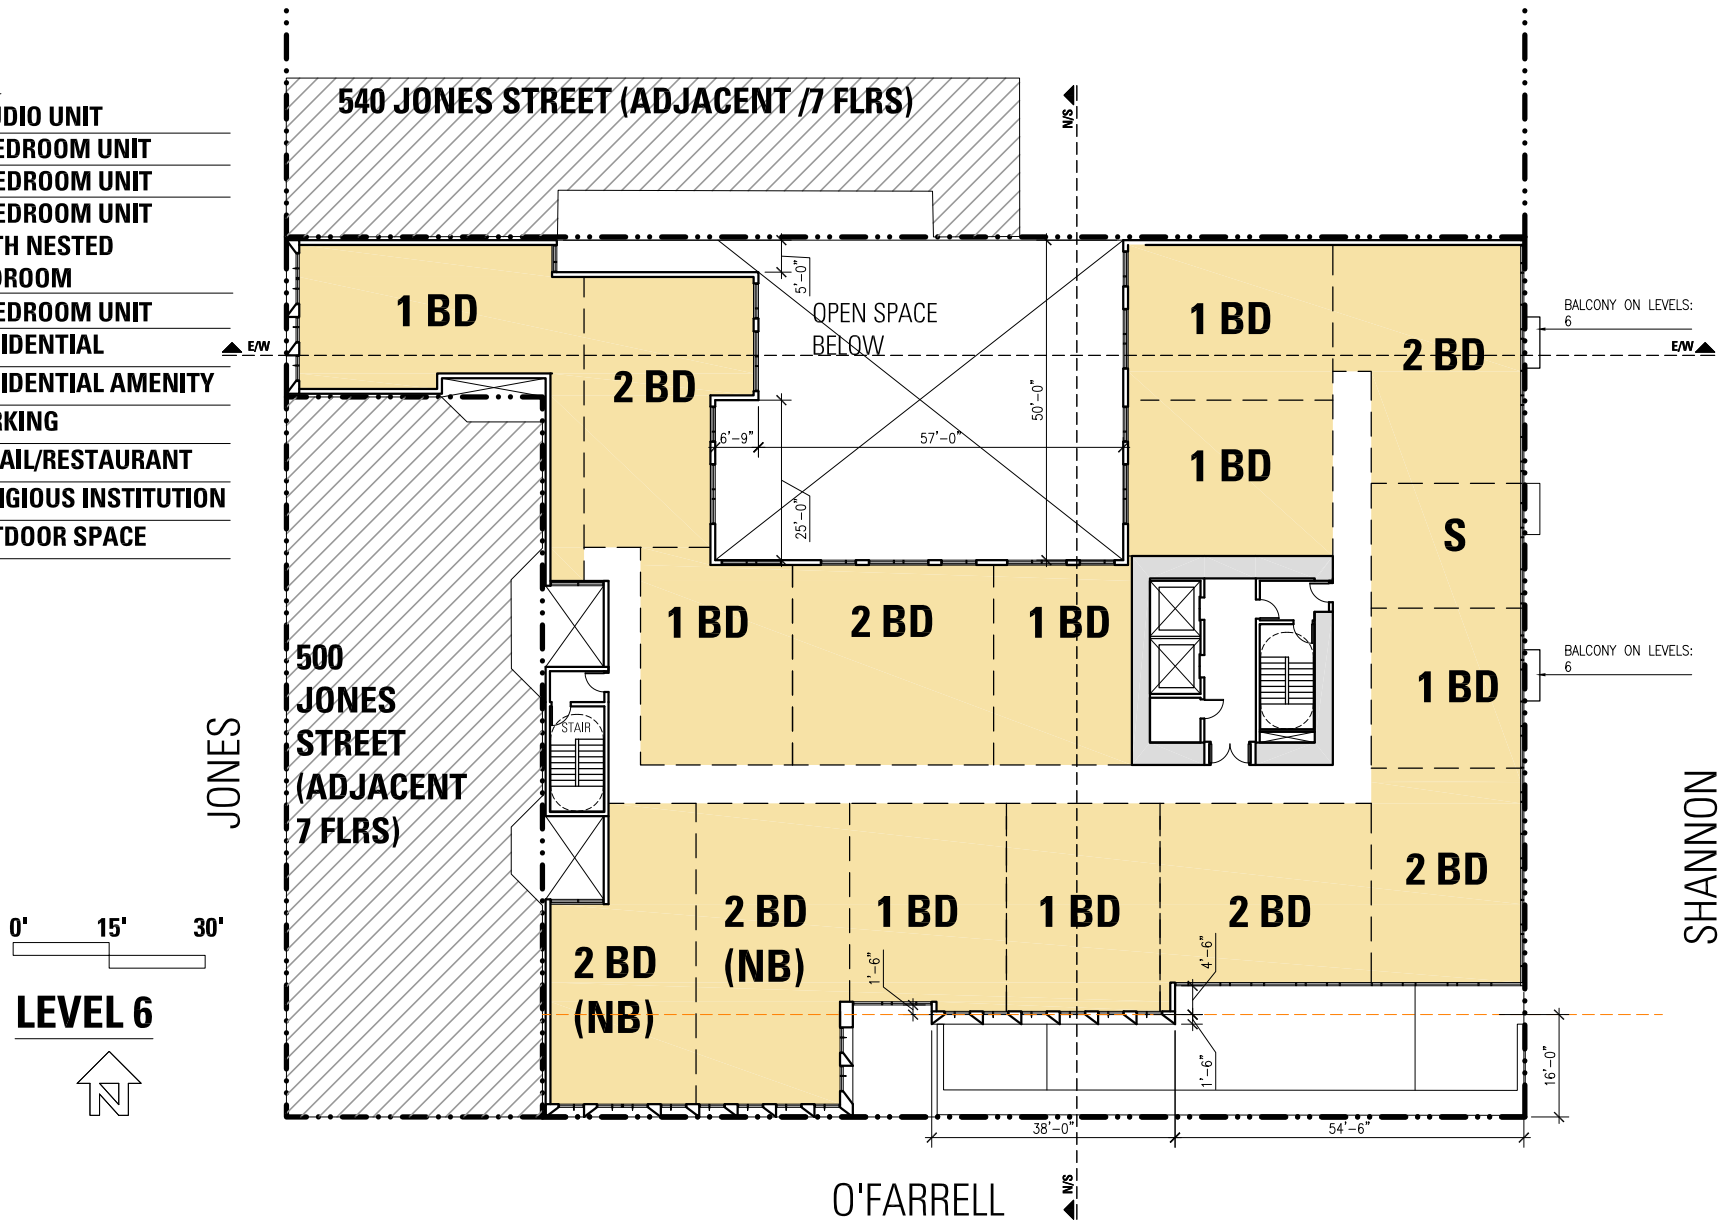 540 JONES STREET (ADJACENT /7 FLRS)
N/S
UDIO UNIT
EDROOM UNIT
EDROOM UNIT
EDROOM UNIT
TH NESTED
DROOM
EDROOM UNIT
IDENTIAL
IDENTIAL AMENITY
RKING
AIL/RESTAURANT
IGIOUS INSTITUTION
TDOOR SPACE
E/W
E/W
1 BD
2 BD
OPEN SPACE
BELOW
5'-0"
50'-0"
6'-9"
57'-0"
25'-0"
1 BD
2 BD
1 BD
S
BALCONY ON LEVELS:
6
1 BD
2 BD
1 BD
1 BD
BALCONY ON LEVELS:
6
500
JONES
STREET
(ADJACENT
7 FLRS)
STAIR
JONES
SHANNON
2 BD
(NB)
2 BD
(NB)
1 BD
1 BD
2 BD
2 BD
1'-6"
4'-6"
1'-6"
16'-0"
38'-0"
54'-6"
0' 15' 30'
LEVEL 6
N
O'FARRELL
N/S